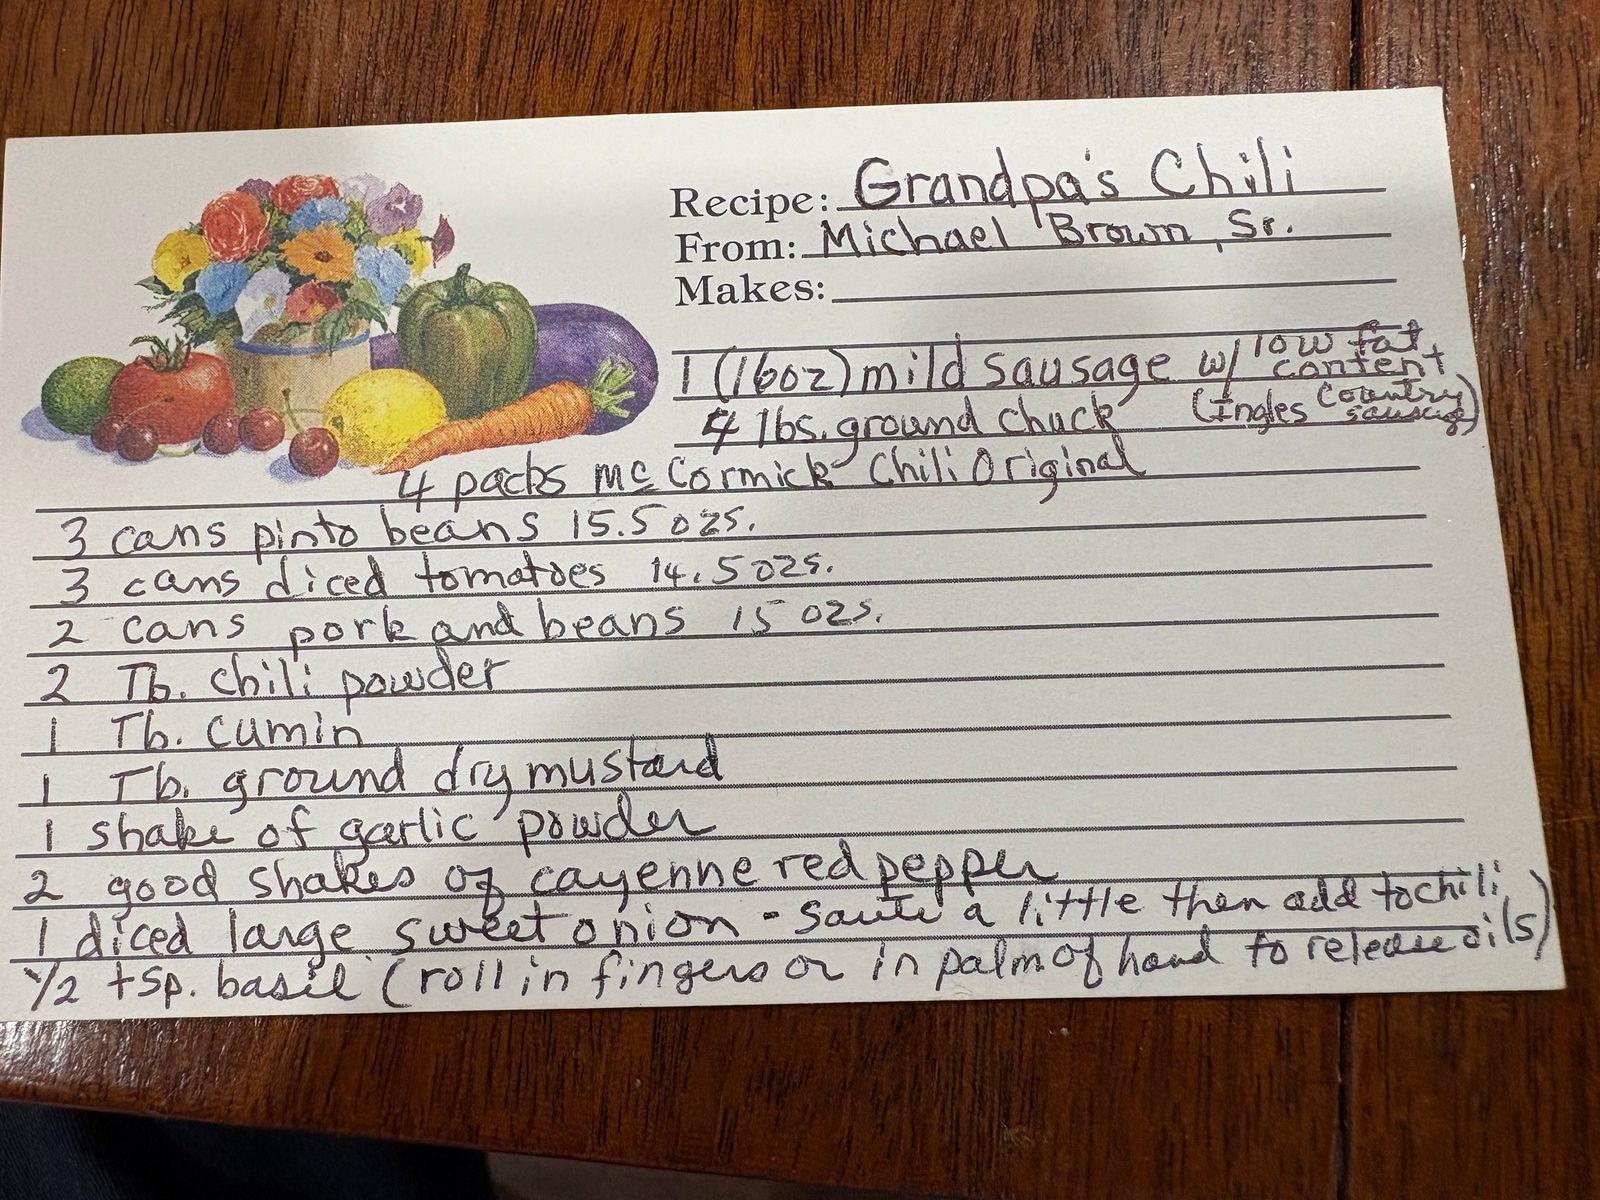 Recipe: Grandpa's Chili
From: Michael Brown, Sr.
Makes:
1 (16oz) mild sausage w/ low fat content
4 lbs. ground chuck (Ingles Country sausage)
4 packs McCormick Chili Original
3 cans pinto beans 15.5 ozs.
3 cans diced tomatoes 14.5 ozs.
2 cans pork and beans 15 ozs.
2 Tb. chili powder
1 Tb. cumin
1 Tb. ground dry mustard
1 shake of garlic powder
2 good shakes of cayenne red pepper
1 diced large sweet onion - saute a little then add to chili
1/2 tsp. basil (roll in fingers or in palm of hand to release oils)